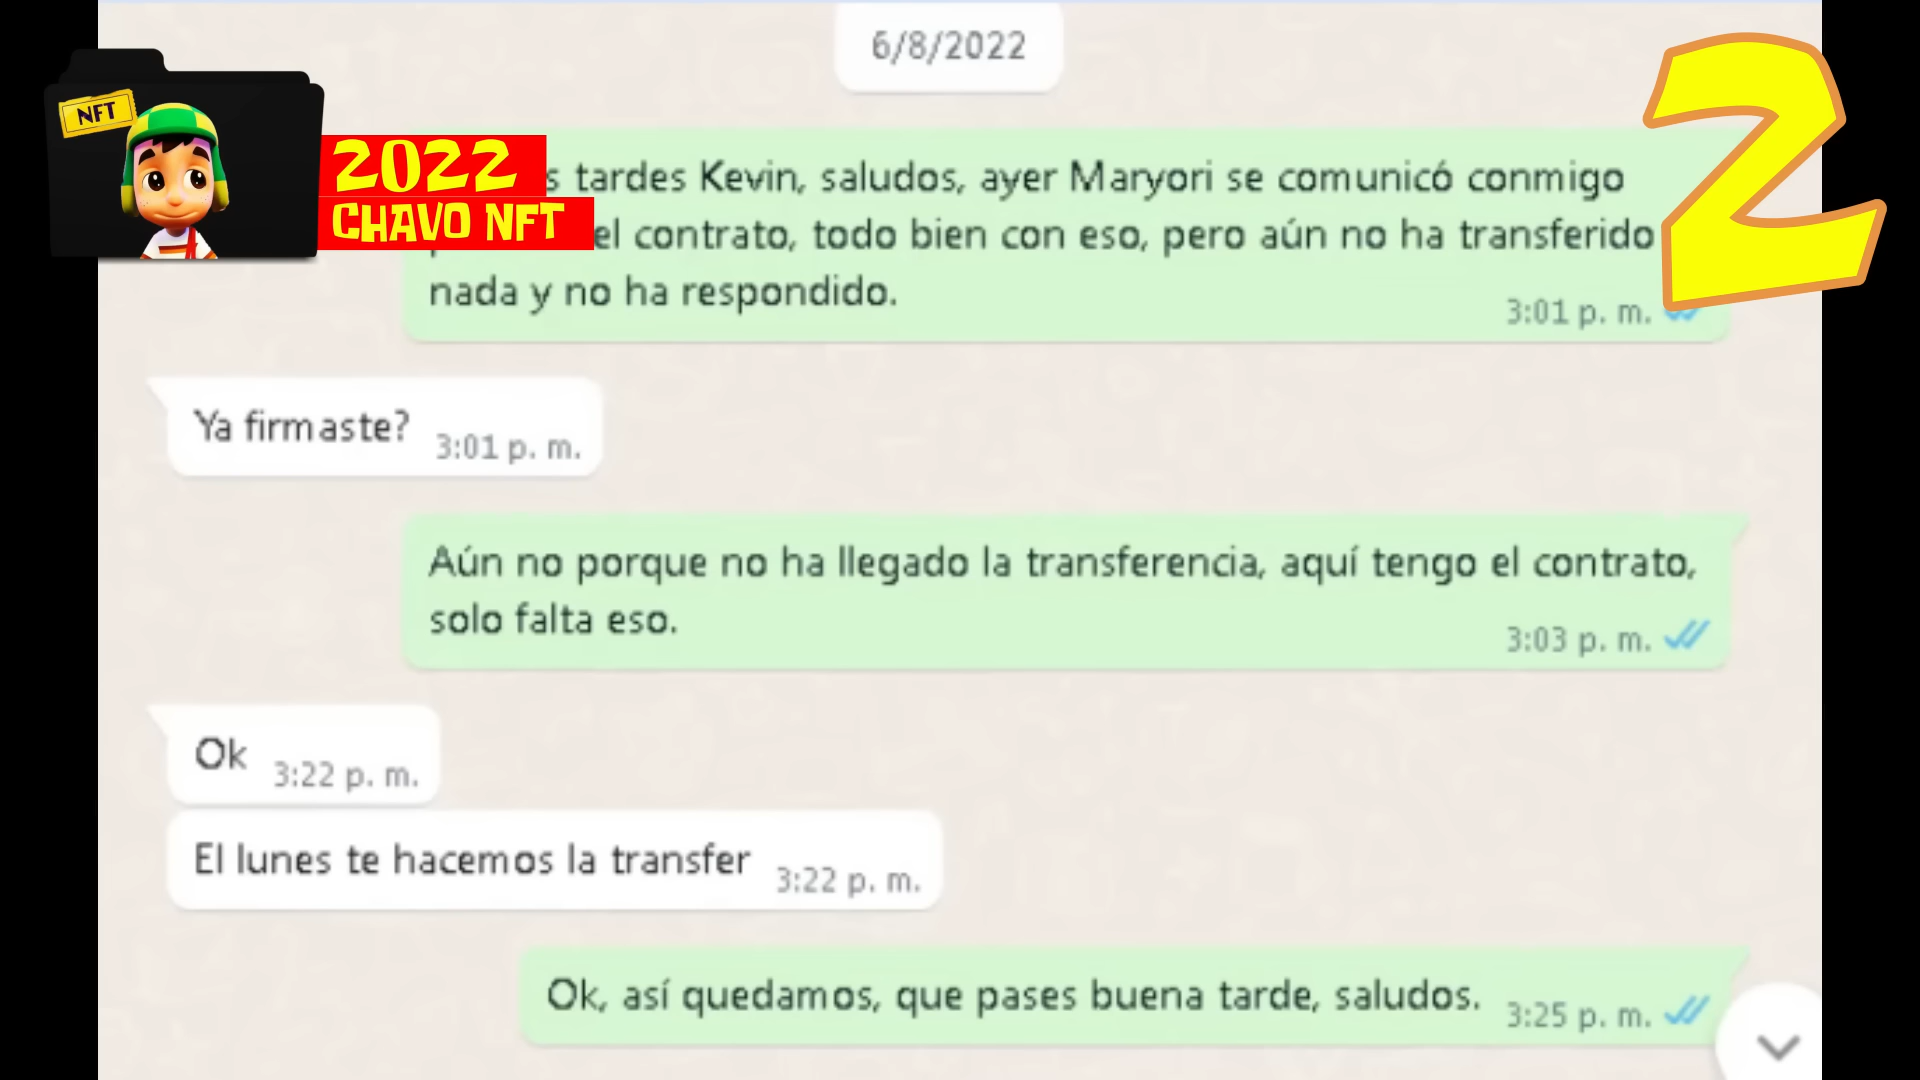 6/8/2022
2
NFT
2022
CHAVO NFT
s tardes Kevin, saludos, ayer Maryori se comunicó conmigo
el contrato, todo bien con eso, pero aún no ha transferido
nada y no ha respondido.
3:01 p. m.
Ya firmaste?
3:01 p. m.
Aún no porque no ha llegado la transferencia, aquí tengo el contrato,
solo falta eso.
3:03 p. m.
Ok
3:22 p. m.
El lunes te hacemos la transfer
3:22 p. m.
Ok, así quedamos, que pases buena tarde, saludos.
3:25 p. m.